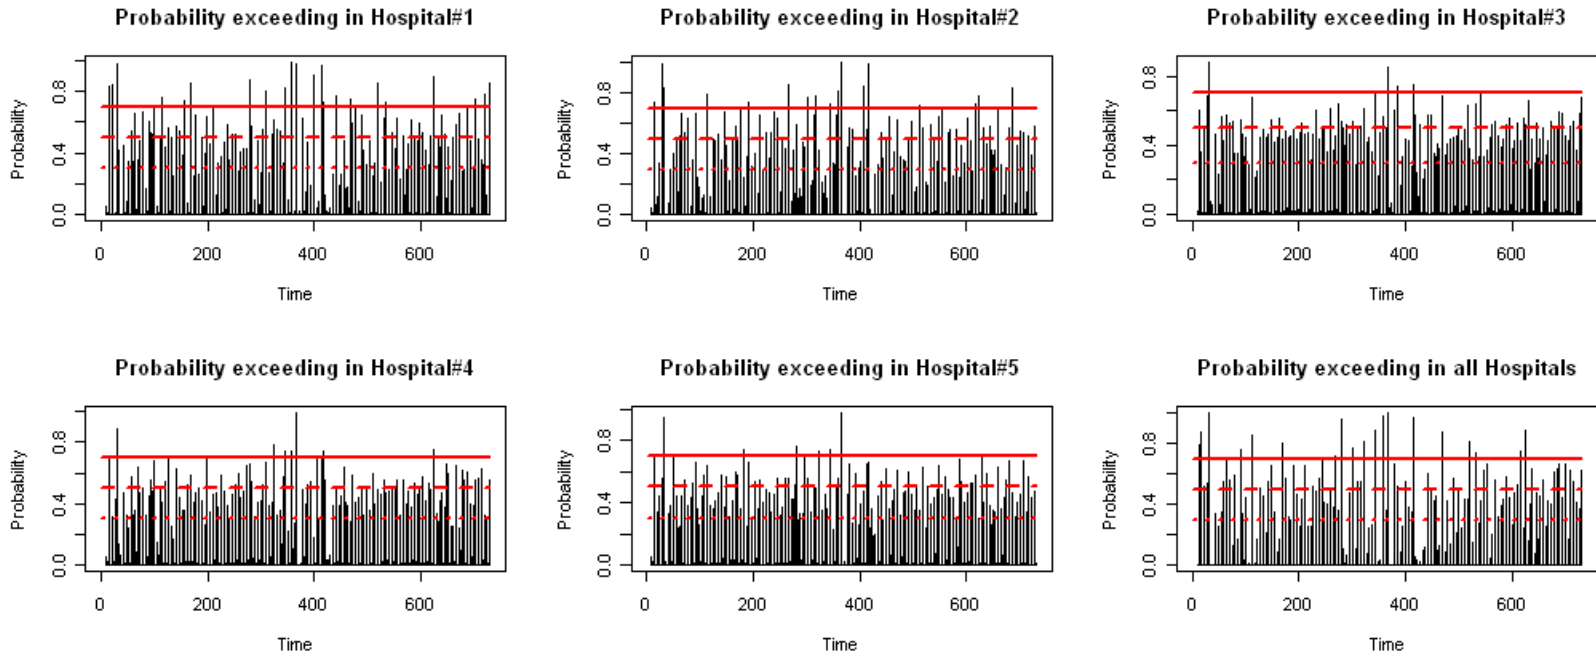 Probability exceeding in Hospital#1
Probability
0.0 0.4 0.8
0 200 400 600
Time
Probability exceeding in Hospital#2
Probability
0.0 0.4 0.8
0 200 400 600
Time
Probability exceeding in Hospital#3
Probability
0.0 0.4 0.8
0 200 400 600
Time
Probability exceeding in Hospital#4
Probability
0.0 0.4 0.8
0 200 400 600
Time
Probability exceeding in Hospital#5
Probability
0.0 0.4 0.8
0 200 400 600
Time
Probability exceeding in all Hospitals
Probability
0.0 0.4 0.8
0 200 400 600
Time